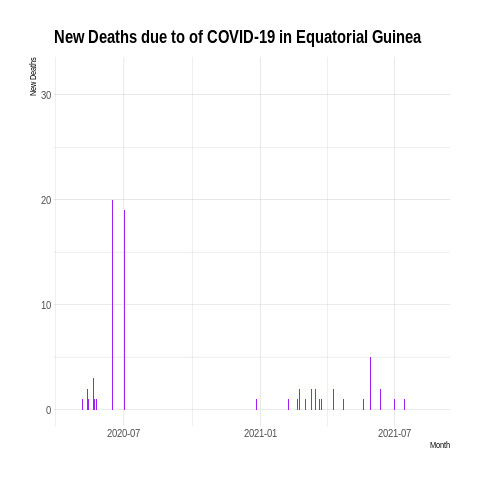 New Deaths due to of COVID-19 in Equatorial Guinea
New Deaths
30
20
10
0
2020-07
2021-01
2021-07
Month